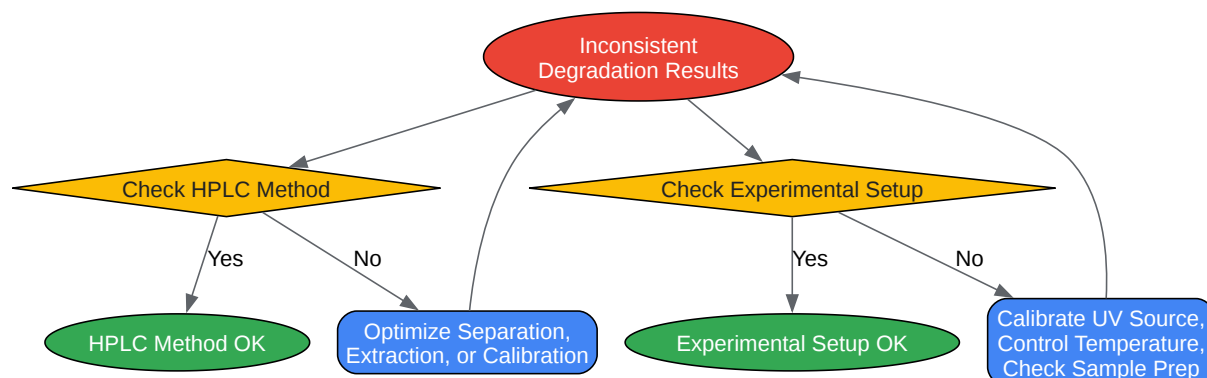 Inconsistent
Degradation Results
Check HPLC Method
Check Experimental Setup
Yes
No
Yes
No
HPLC Method OK
Optimize Separation,
Extraction, or Calibration
Experimental Setup OK
Calibrate UV Source,
Control Temperature,
Check Sample Prep